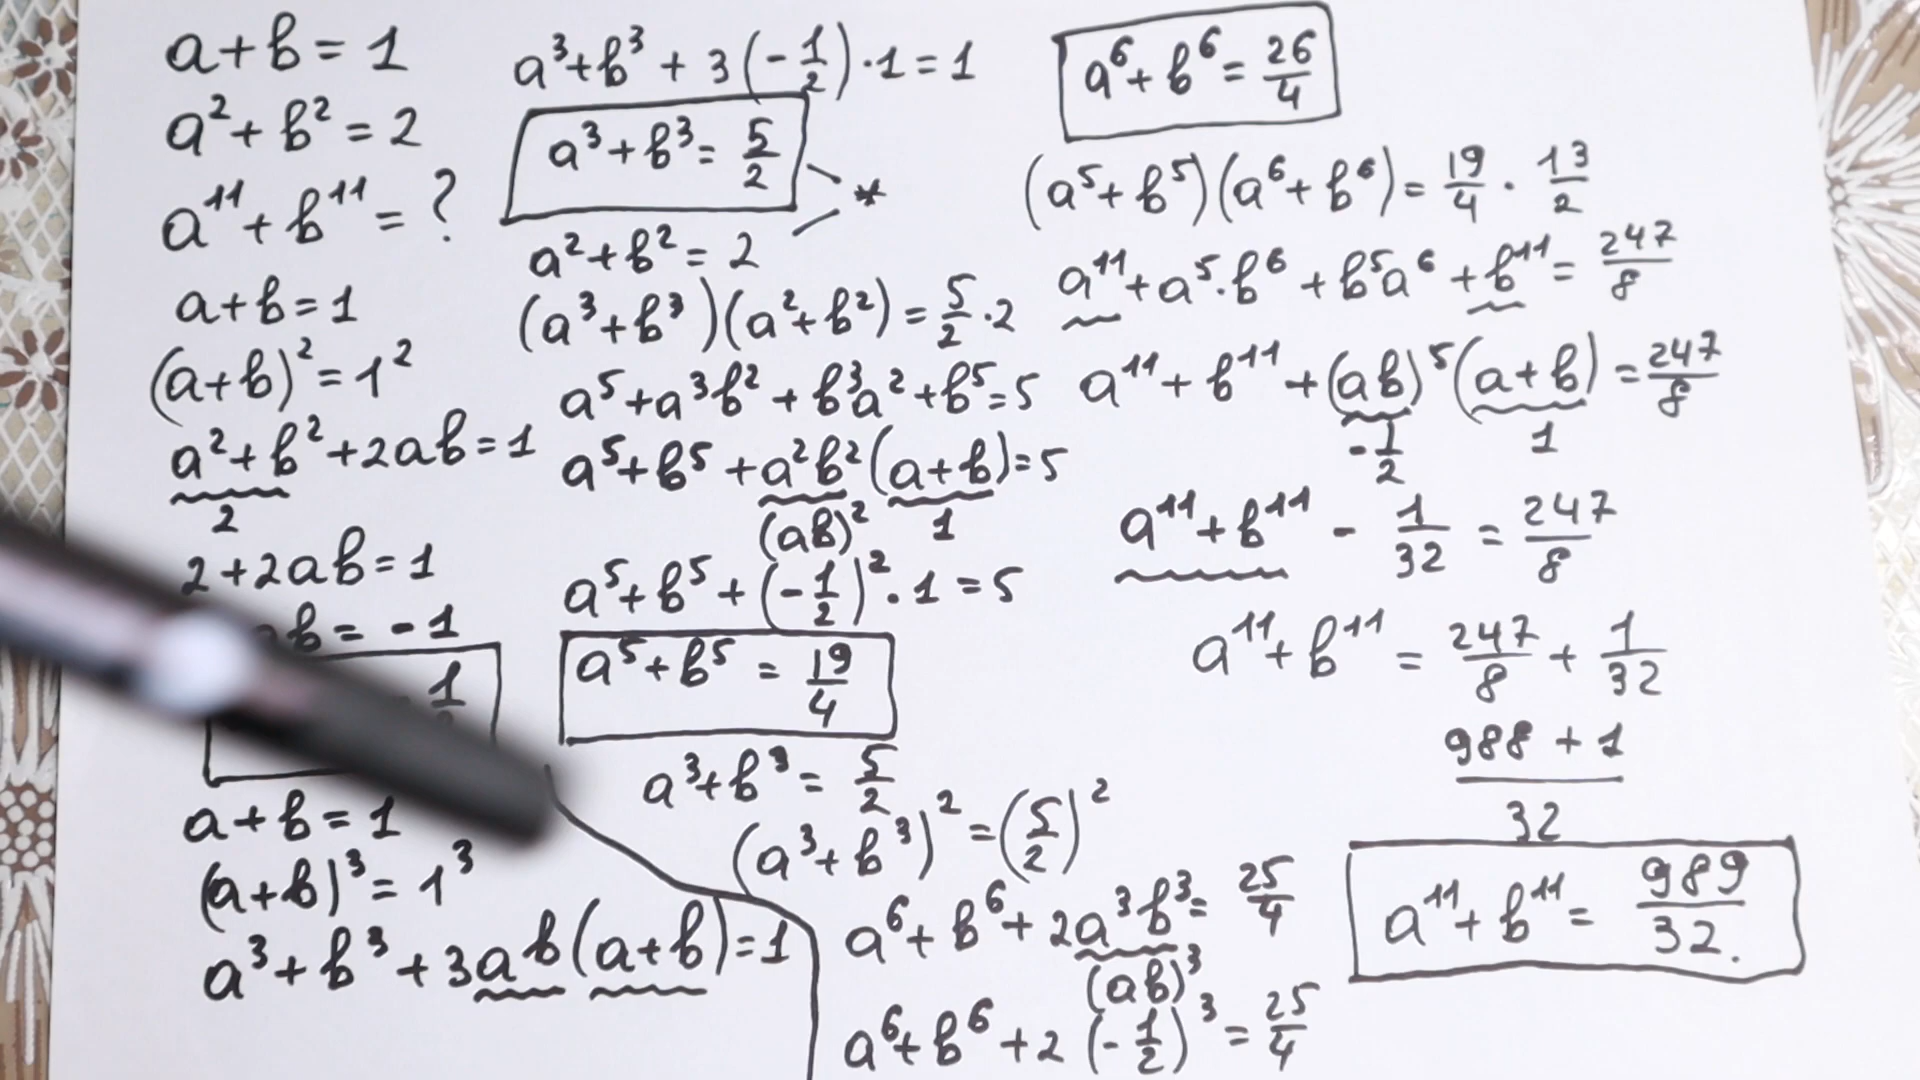 a+b=1
a²+b²=2
a¹¹+b¹¹=?
a+b=1
(a+b)²=1²
a²+b²+2ab=1
2
2+2ab=1
b=-1
1
a+b=1
(a+b)³=1³
a³+b³+3ab(a+b)=1
a³+b³+3(-1/2)·1=1
a³+b³=5/2
*
a²+b²=2
(a³+b³)(a²+b²)=5/2·2
a⁵+a³b²+b³a²+b⁵=5
a⁵+b⁵+a²b²(a+b)=5
(ab)² 1
a⁵+b⁵+(-1/2)²·1=5
a⁵+b⁵=19/4
a³+b³=5/2
(a³+b³)²=(5/2)²
a⁶+b⁶+2a³b³=25/4
(ab)³
a⁶+b⁶+2(-1/2)³=25/4
a⁶+b⁶=26/4
(a⁵+b⁵)(a⁶+b⁶)=19/4·13/2
a¹¹+a⁵·b⁶+b⁵a⁶+b¹¹=247/8
a¹¹+b¹¹+(ab)⁵(a+b)=247/8
-1/2 1
a¹¹+b¹¹-1/32=247/8
a¹¹+b¹¹=247/8+1/32
988+1
32
a¹¹+b¹¹=989/32.